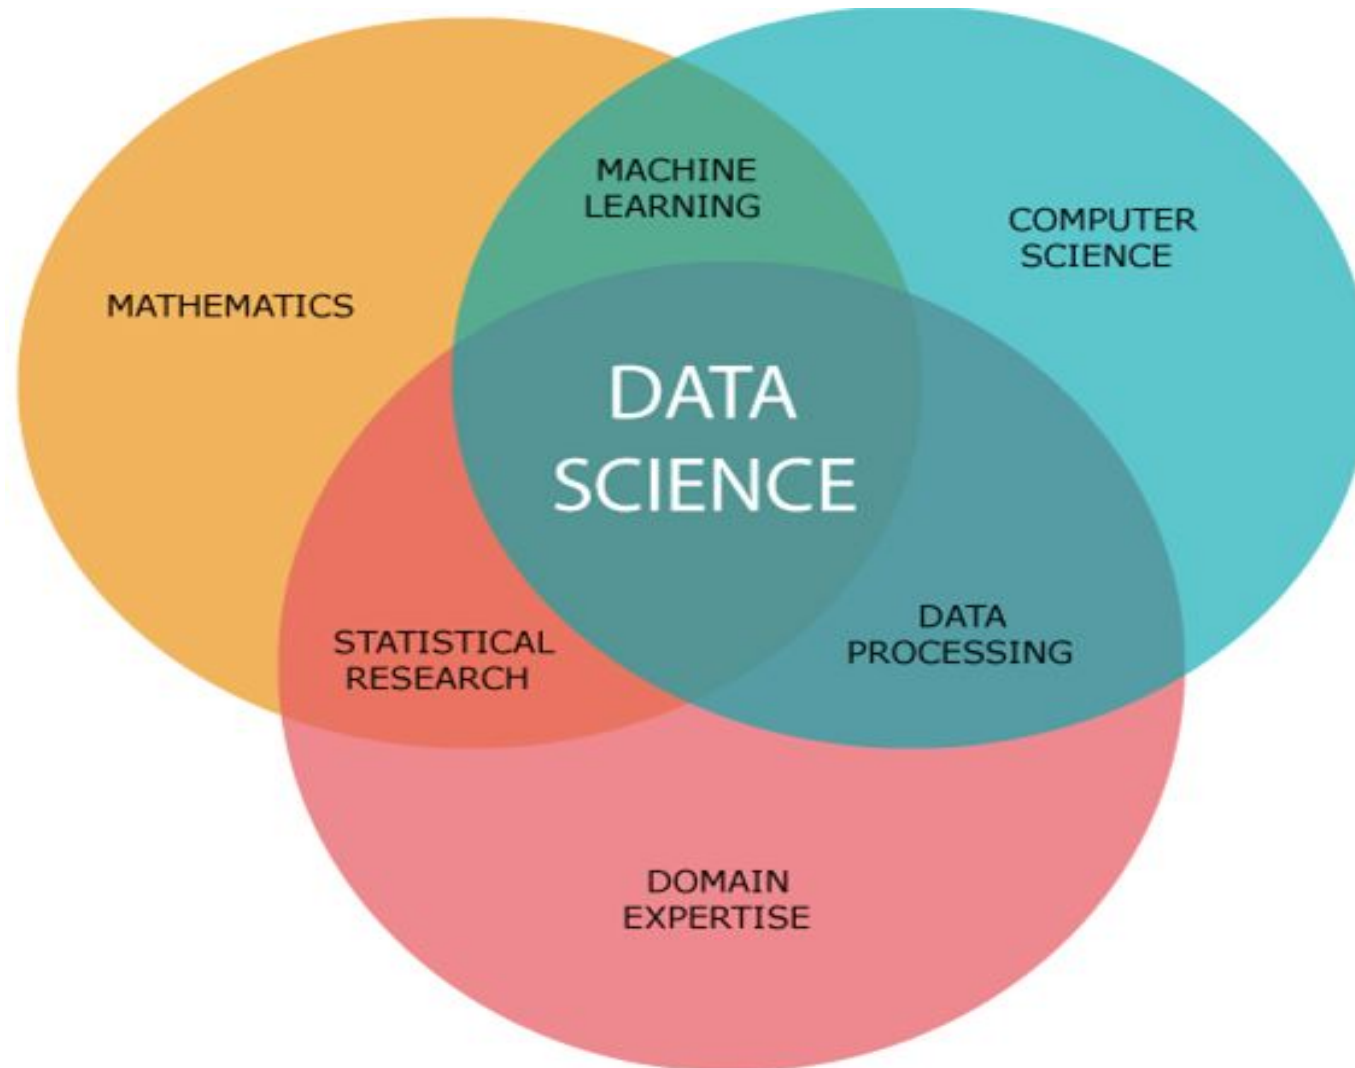 MACHINE
LEARNING
COMPUTER
SCIENCE
MATHEMATICS
DATA
SCIENCE
STATISTICAL
RESEARCH
DATA
PROCESSING
DOMAIN
EXPERTISE